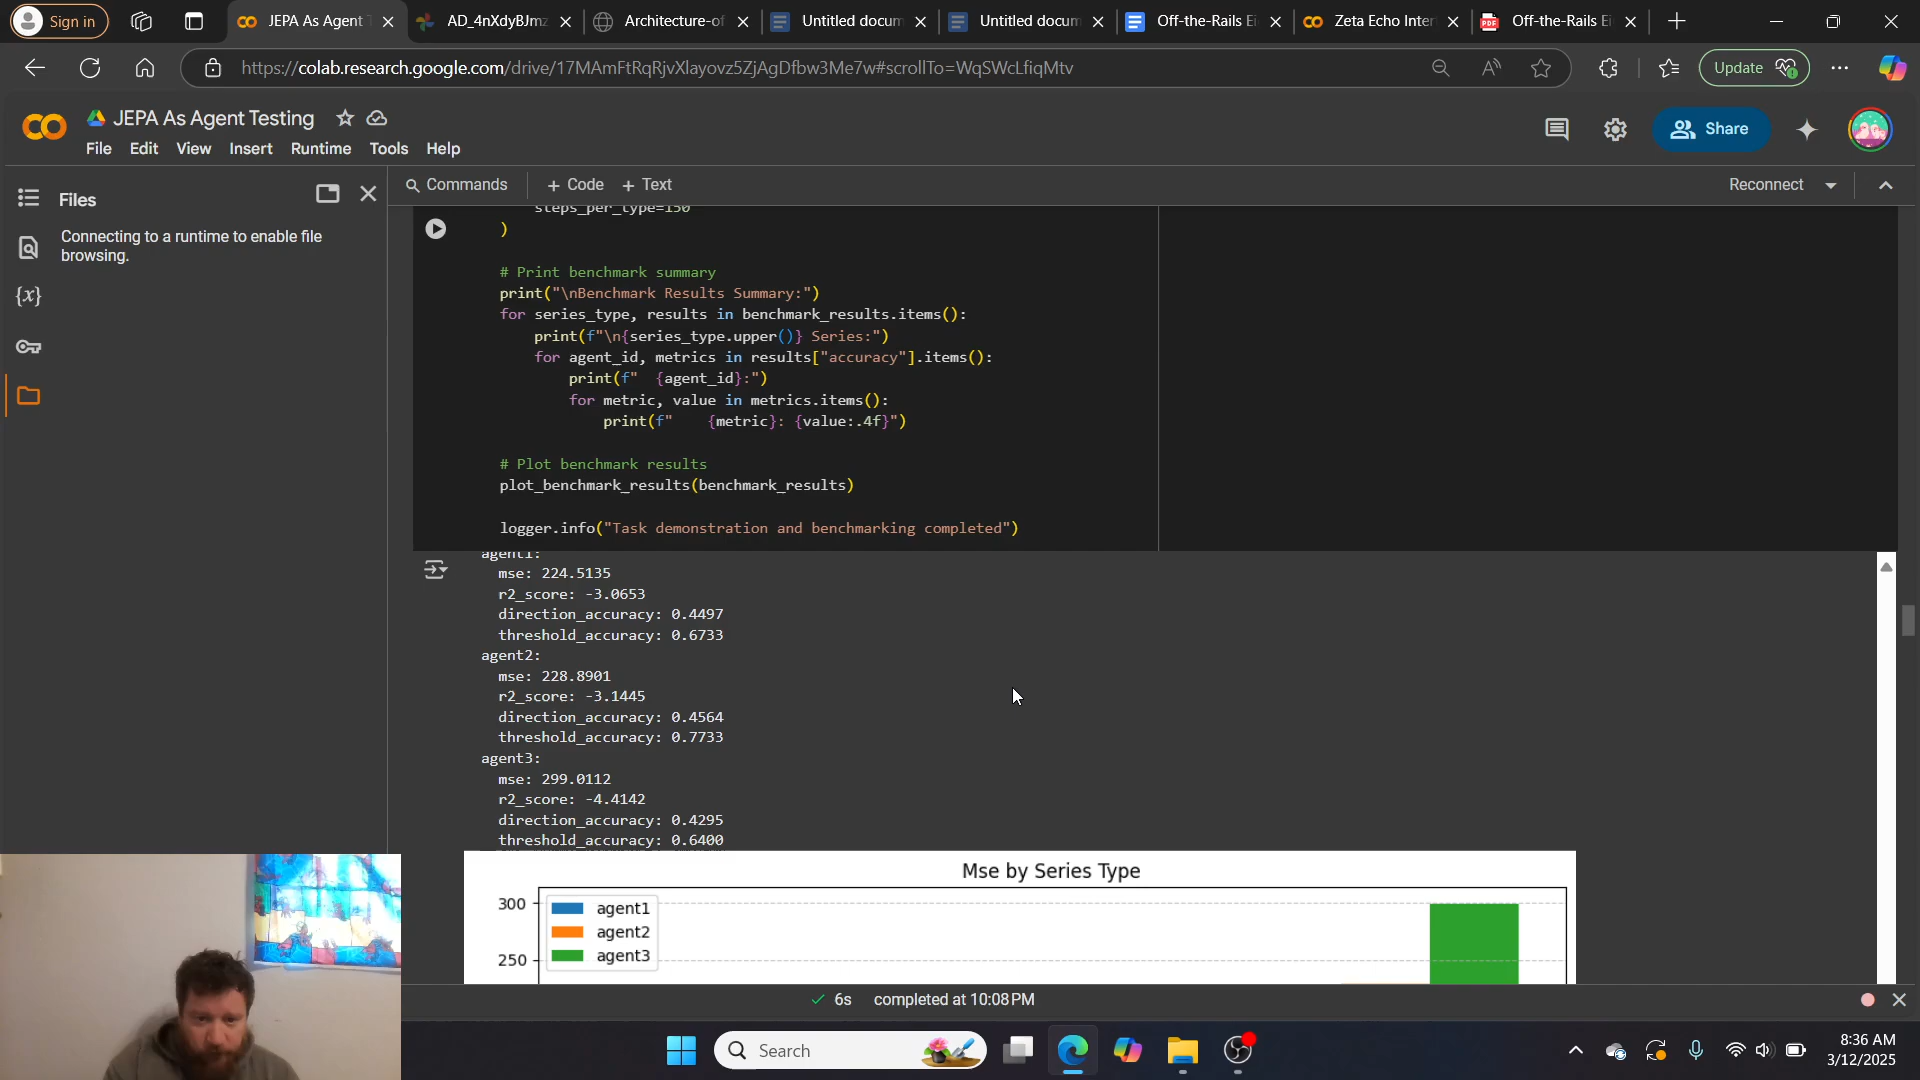 Sign in
JEPA As Agent T
AD_4nXdyBJmz
Architecture-of
Untitled docum
Untitled docum
Off-the-Rails Ei
Zeta Echo Inter
Off-the-Rails Ei
https://colab.research.google.com/drive/17MAmFtRqRjvXlayovz5ZjAgDfbw3Me7w#scrollTo=WqSWcLfiqMtv
Update
JEPA As Agent Testing
Share
File Edit View Insert Runtime Tools Help
Files
Commands
+ Code + Text
Reconnect
Connecting to a runtime to enable file
browsing.
{x}
steps_per_type=150
)
# Print benchmark summary
print("\nBenchmark Results Summary:")
for series_type, results in benchmark_results.items():
print(f"\n{series_type.upper()} Series:")
for agent_id, metrics in results["accuracy"].items():
print(f"  {agent_id}:")
for metric, value in metrics.items():
print(f"    {metric}: {value:.4f}")
# Plot benchmark results
plot_benchmark_results(benchmark_results)
logger.info("Task demonstration and benchmarking completed")
agent1:
mse: 224.5135
r2_score: -3.0653
direction_accuracy: 0.4497
threshold_accuracy: 0.6733
agent2:
mse: 228.8901
r2_score: -3.1445
direction_accuracy: 0.4564
threshold_accuracy: 0.7733
agent3:
mse: 299.0112
r2_score: -4.4142
direction_accuracy: 0.4295
threshold_accuracy: 0.6400
Mse by Series Type
300
250
agent1
agent2
agent3
6s completed at 10:08 PM
Search
8:36 AM
3/12/2025